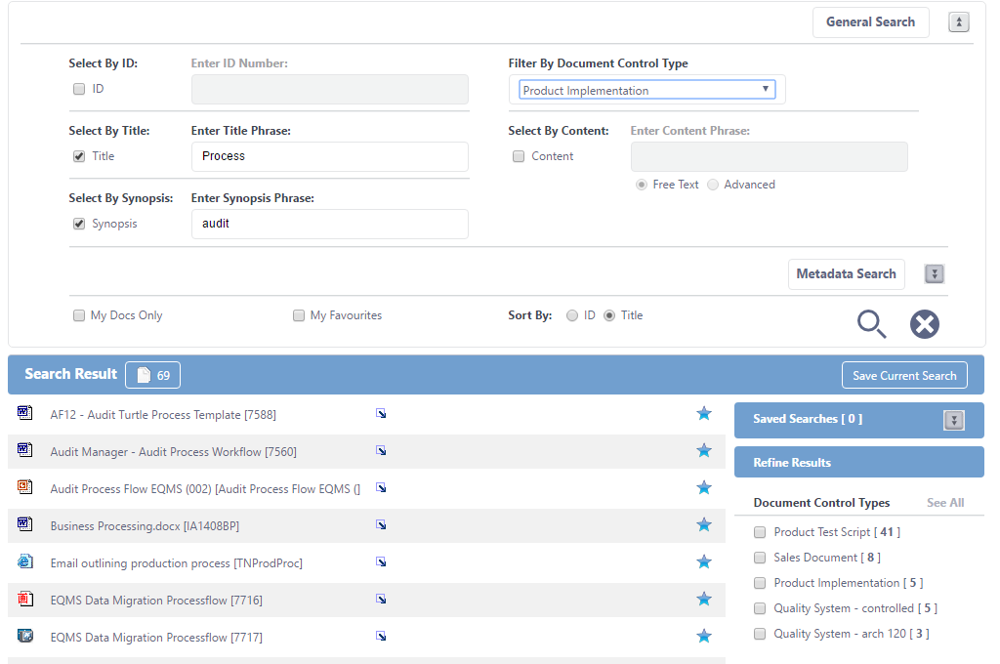 General Search
Select By ID: Enter ID Number: Filter By Document Control Type
ID Product Implementation
Select By Title: Enter Title Phrase: Select By Content: Enter Content Phrase:
Title Process Content
Free Text Advanced
Select By Synopsis: Enter Synopsis Phrase:
Synopsis audit
Metadata Search
My Docs Only My Favourites Sort By: ID Title
Search Result 69 Save Current Search
AF12 - Audit Turtle Process Template [7588]
Audit Manager - Audit Process Workflow [7560]
Audit Process Flow EQMS (002) [Audit Process Flow EQMS (]
Business Processing.docx [IA1408BP]
Email outlining production process [TNProdProc]
EQMS Data Migration Processflow [7716]
EQMS Data Migration Processflow [7717]
Saved Searches [ 0 ]
Refine Results
Document Control Types See All
Product Test Script [ 41 ]
Sales Document [ 8 ]
Product Implementation [ 5 ]
Quality System - controlled [ 5 ]
Quality System - arch 120 [ 3 ]